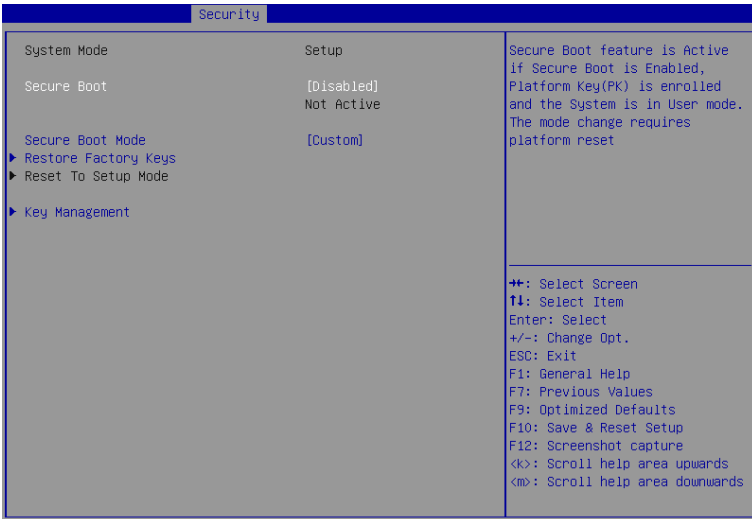 Security
System Mode Setup
Secure Boot [Disabled]
Not Active
Secure Boot Mode [Custom]
Restore Factory Keys
Reset To Setup Mode
Key Management
Secure Boot feature is Active
if Secure Boot is Enabled,
Platform Key(PK) is enrolled
and the System is in User mode.
The mode change requires
platform reset
→←: Select Screen
↑↓: Select Item
Enter: Select
+/-: Change Opt.
ESC: Exit
F1: General Help
F7: Previous Values
F9: Optimized Defaults
F10: Save & Reset Setup
F12: Screenshot capture
<k>: Scroll help area upwards
<m>: Scroll help area downwards